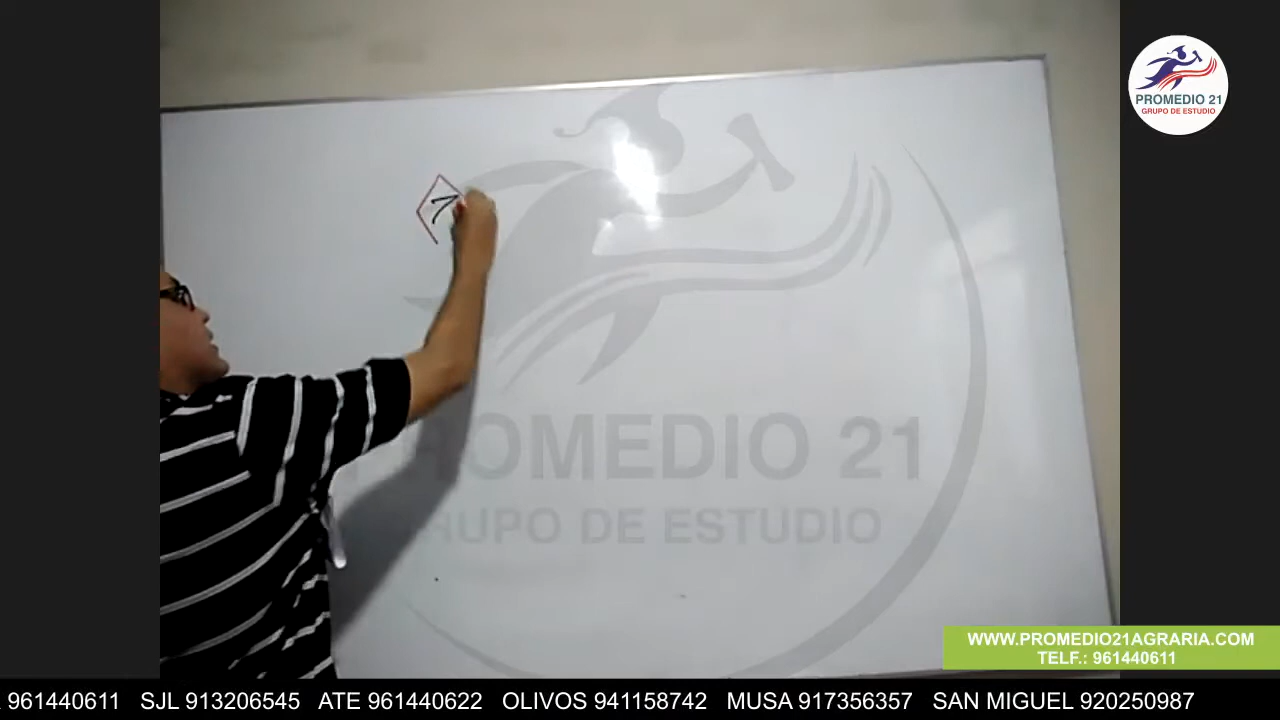 PROMEDIO 21
GRUPO DE ESTUDIO
7
PROMEDIO 21
GRUPO DE ESTUDIO
WWW.PROMEDIO21AGRARIA.COM
TELF.: 961440611
961440611 SJL 913206545 ATE 961440622 OLIVOS 941158742 MUSA 917356357 SAN MIGUEL 920250987